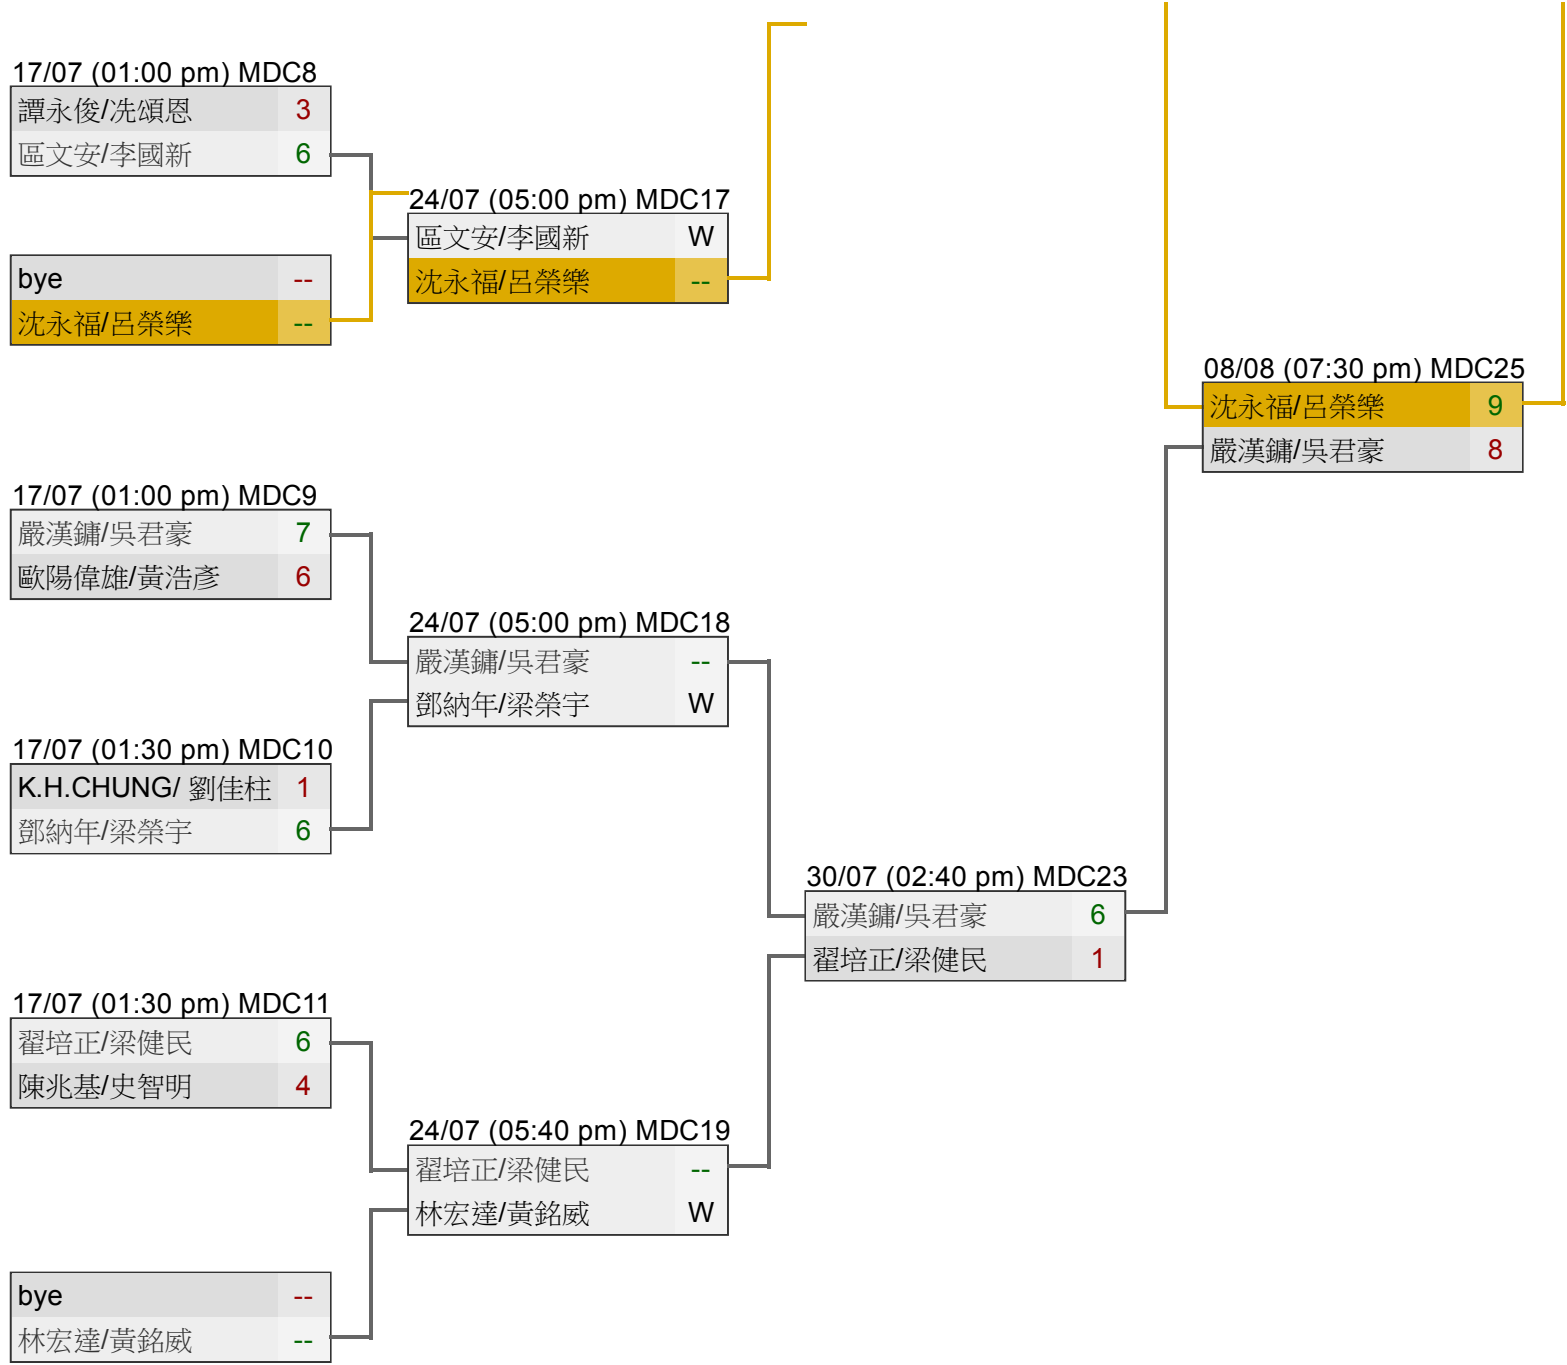 17/07 (01:00 pm) MDC8
譚永俊/冼頌恩 3
區文安/李國新 6
bye --
沈永福/呂榮樂 --
24/07 (05:00 pm) MDC17
區文安/李國新 W
沈永福/呂榮樂 --
08/08 (07:30 pm) MDC25
沈永福/呂榮樂 9
嚴漢鏞/吳君豪 8
17/07 (01:00 pm) MDC9
嚴漢鏞/吳君豪 7
歐陽偉雄/黃浩彥 6
24/07 (05:00 pm) MDC18
嚴漢鏞/吳君豪 --
鄧納年/梁榮宇 W
17/07 (01:30 pm) MDC10
K.H.CHUNG/ 劉佳柱 1
鄧納年/梁榮宇 6
30/07 (02:40 pm) MDC23
嚴漢鏞/吳君豪 6
翟培正/梁健民 1
17/07 (01:30 pm) MDC11
翟培正/梁健民 6
陳兆基/史智明 4
24/07 (05:40 pm) MDC19
翟培正/梁健民 --
林宏達/黃銘威 W
bye --
林宏達/黃銘威 --